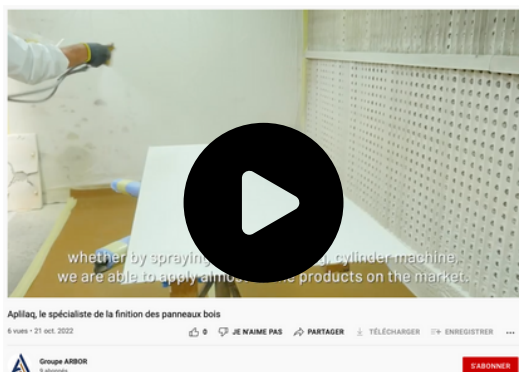 whether by spraying cylinder machine,
we are able to apply products on the market.
Aplilaq, le spécialiste de la finition des panneaux bois
6 vues • 21 oct. 2022
0 JE N'AIME PAS PARTAGER TÉLÉCHARGER ENREGISTRER ...
Groupe ARBOR
9 abonnés
S'ABONNER